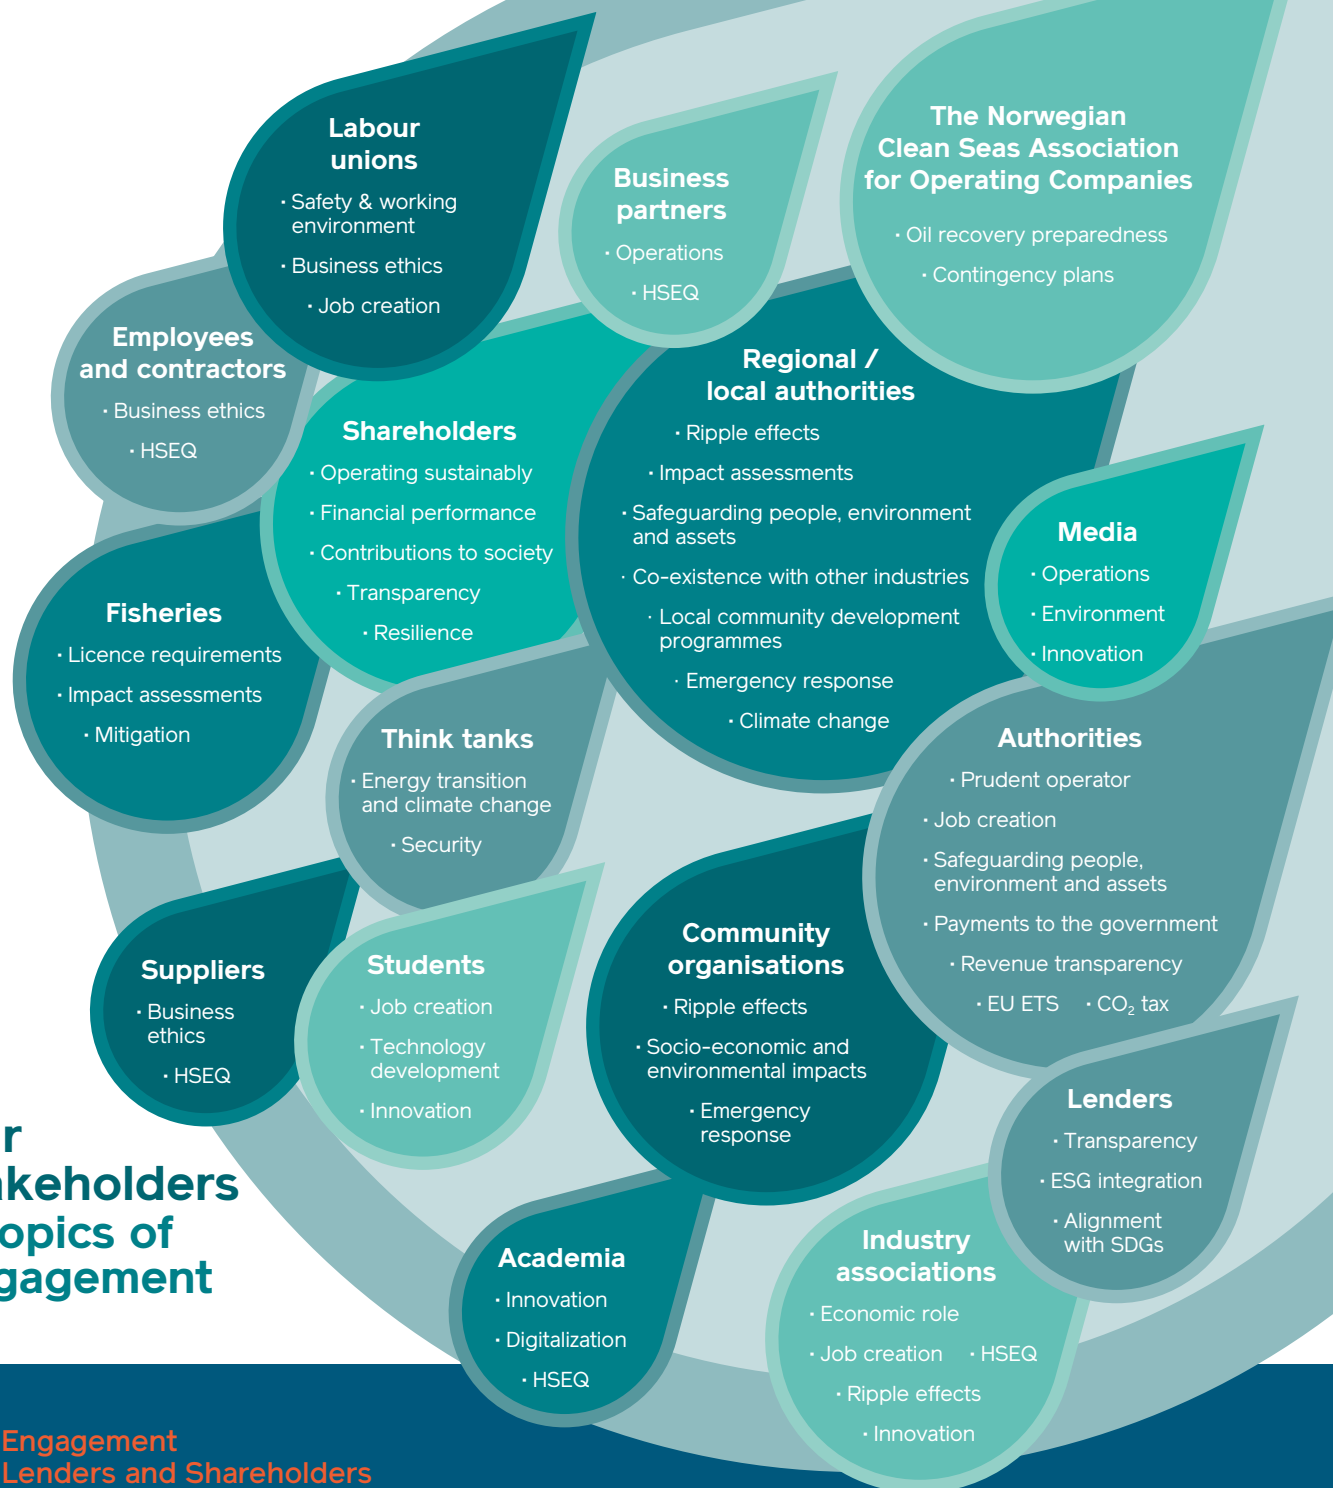 Labour
unions
· Safety & working
environment
· Business ethics
· Job creation
Business
partners
· Operations
· HSEQ
The Norwegian
Clean Seas Association
for Operating Companies
· Oil recovery preparedness
· Contingency plans
Employees
and contractors
· Business ethics
· HSEQ
Shareholders
· Operating sustainably
· Financial performance
· Contributions to society
· Transparency
· Resilience
Regional /
local authorities
· Ripple effects
· Impact assessments
· Safeguarding people, environment
and assets
· Co-existence with other industries
· Local community development
programmes
· Emergency response
· Climate change
Media
· Operations
· Environment
· Innovation
Fisheries
· Licence requirements
· Impact assessments
· Mitigation
Think tanks
· Energy transition
and climate change
· Security
Authorities
· Prudent operator
· Job creation
· Safeguarding people,
environment and assets
· Payments to the government
· Revenue transparency
· EU ETS · CO₂ tax
Suppliers
· Business
ethics
· HSEQ
Students
· Job creation
· Technology
development
· Innovation
Community
organisations
· Ripple effects
· Socio-economic and
environmental impacts
· Emergency
response
Lenders
· Transparency
· ESG integration
· Alignment
with SDGs
Academia
· Innovation
· Digitalization
· HSEQ
Industry
associations
· Economic role
· Job creation · HSEQ
· Ripple effects
· Innovation
r
keholders
opics of
gagement
Engagement
Lenders and Shareholders